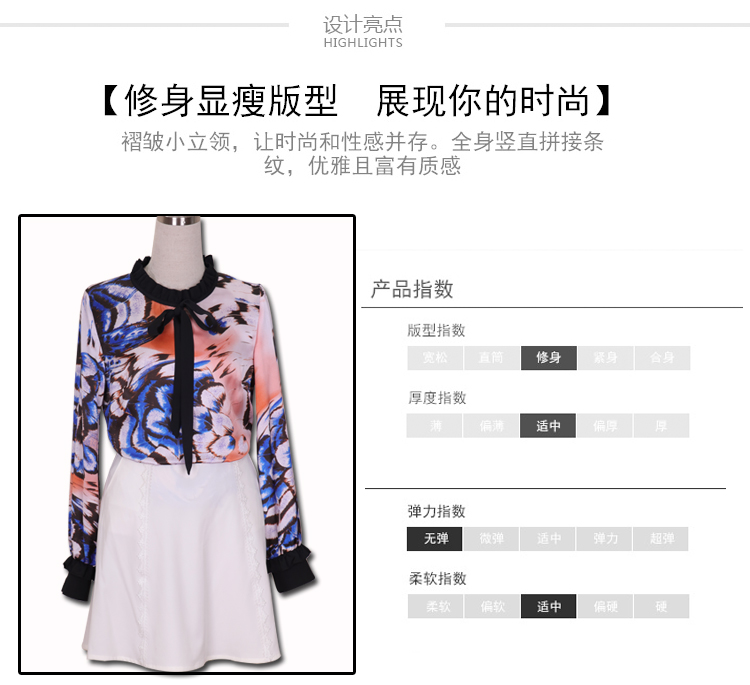 设计亮点
HIGHLIGHTS
【修身显瘦版型 展现你的时尚】
褶皱小立领，让时尚和性感并存。全身竖直拼接条
纹，优雅且富有质感
产品指数
版型指数
宽松 直筒 修身 紧身 合身
厚度指数
薄 偏薄 适中 偏厚 厚
弹力指数
无弹 微弹 适中 弹力 超弹
柔软指数
柔软 偏软 适中 偏硬 硬